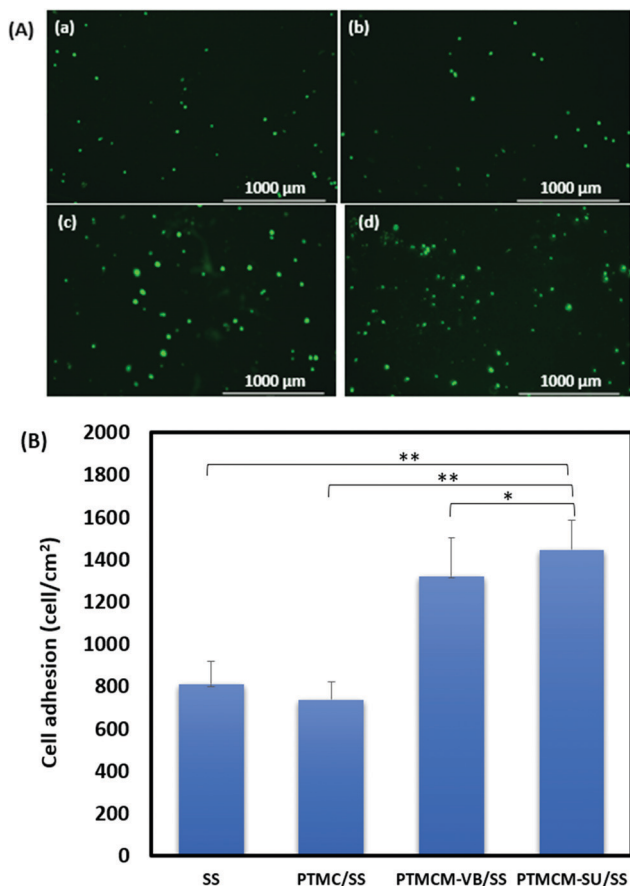 (A)
(a)
(b)
1000 µm
1000 µm
(c)
(d)
1000 µm
1000 µm
(B)
Cell adhesion (cell/cm²)
2000
1800
1600
1400
1200
1000
800
600
400
200
0
**
**
*
SS
PTMC/SS
PTMCM-VB/SS
PTMCM-SU/SS